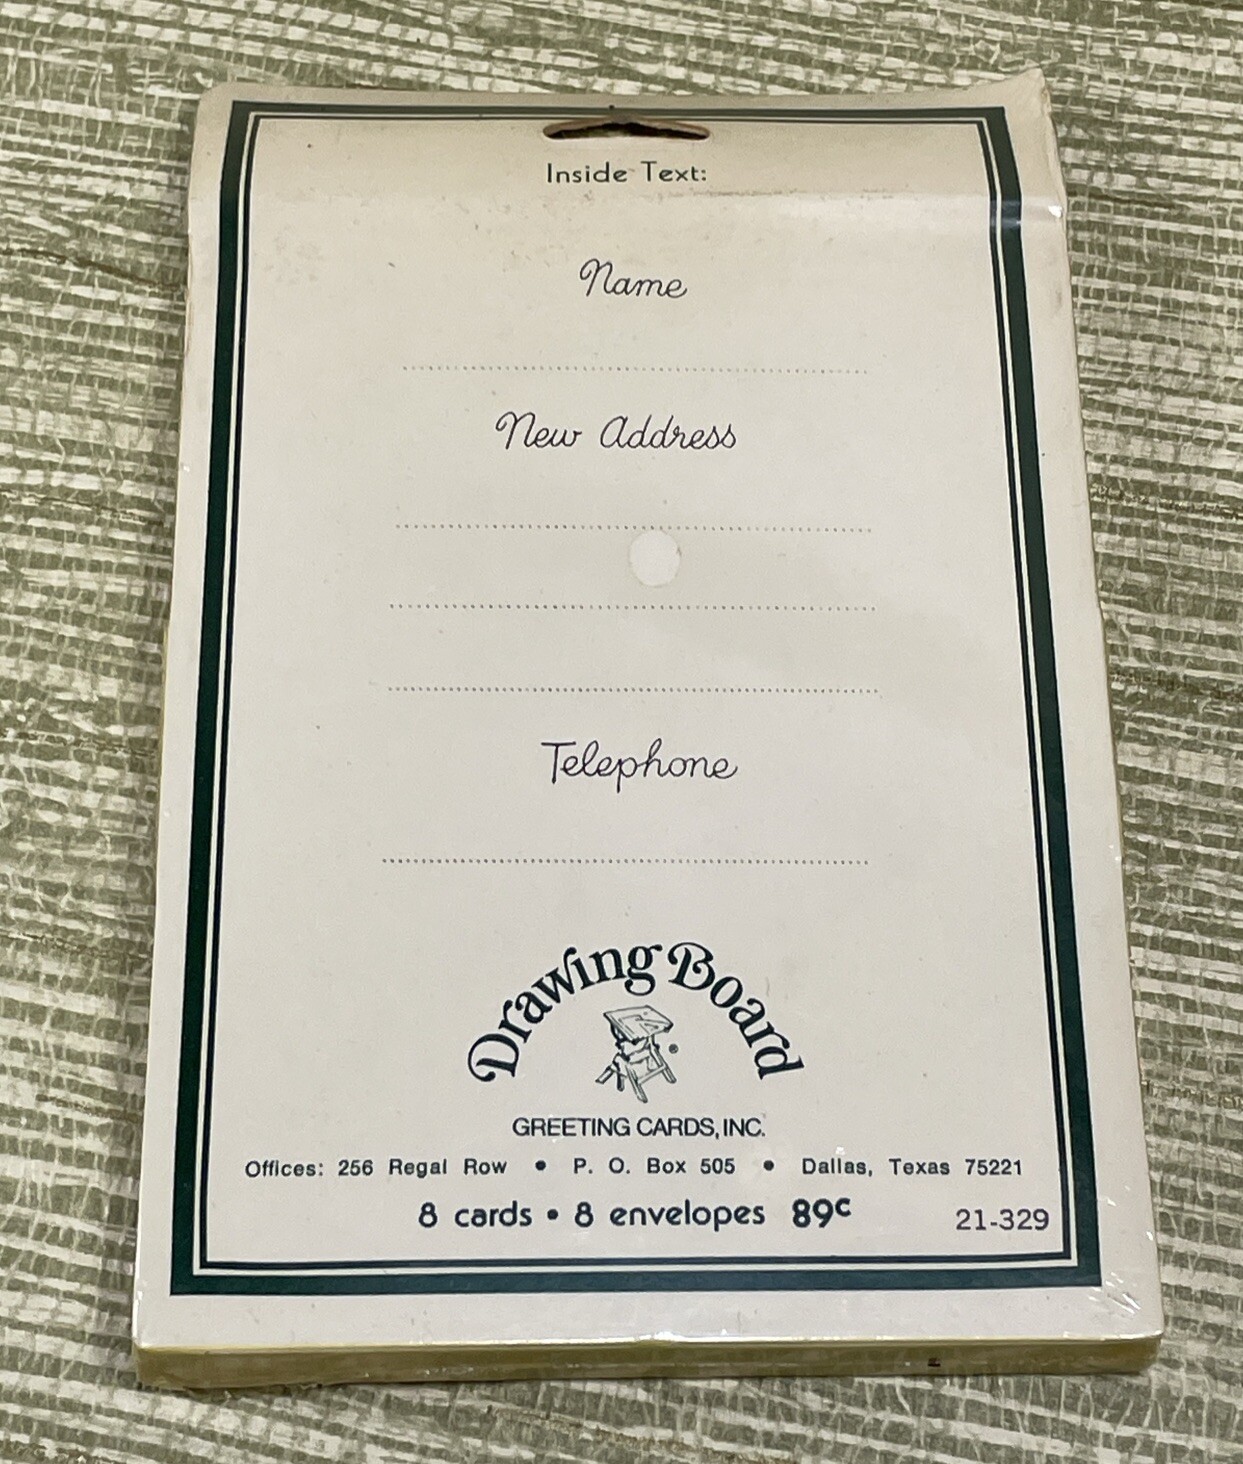 Inside Text:
Name
New Address
Telephone
Drawing Board
®
GREETING CARDS, INC.
Offices: 256 Regal Row • P. O. Box 505 • Dallas, Texas 75221
8 cards • 8 envelopes 89c 21-329